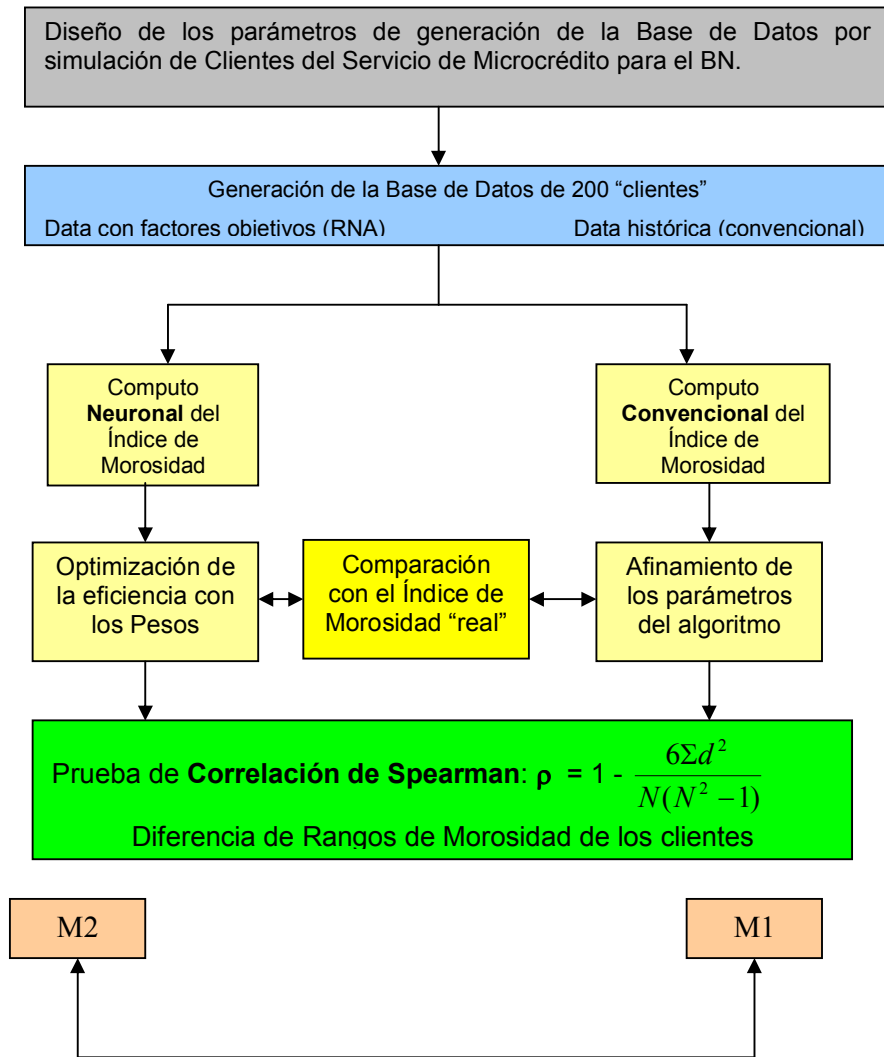 Diseño de los parámetros de generación de la Base de Datos por
simulación de Clientes del Servicio de Microcrédito para el BN.
Generación de la Base de Datos de 200 “clientes”
Data con factores objetivos (RNA) Data histórica (convencional)
Computo
Neuronal del
Índice de
Morosidad
Computo
Convencional del
Índice de
Morosidad
Optimización de
la eficiencia con
los Pesos
Comparación
con el Índice de
Morosidad “real”
Afinamiento de
los parámetros
del algoritmo
Prueba de Correlación de Spearman: ρ = 1 - 6Σd² / N(N² − 1)
Diferencia de Rangos de Morosidad de los clientes
M2
M1